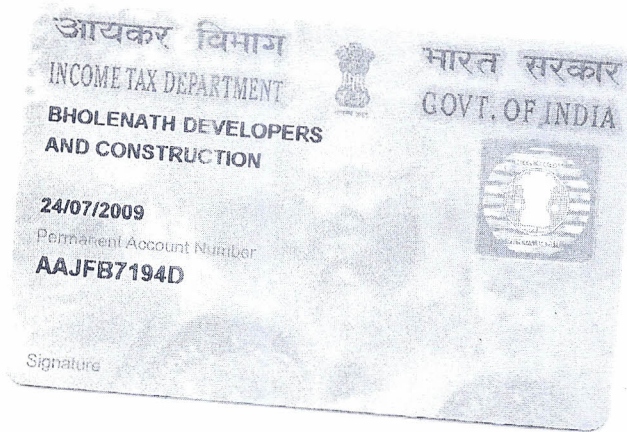 आयकर विभाग
INCOME TAX DEPARTMENT
भारत सरकार
GOVT. OF INDIA
BHOLENATH DEVELOPERS
AND CONSTRUCTION
24/07/2009
Permanent Account Number
AAJFB7194D
Signature